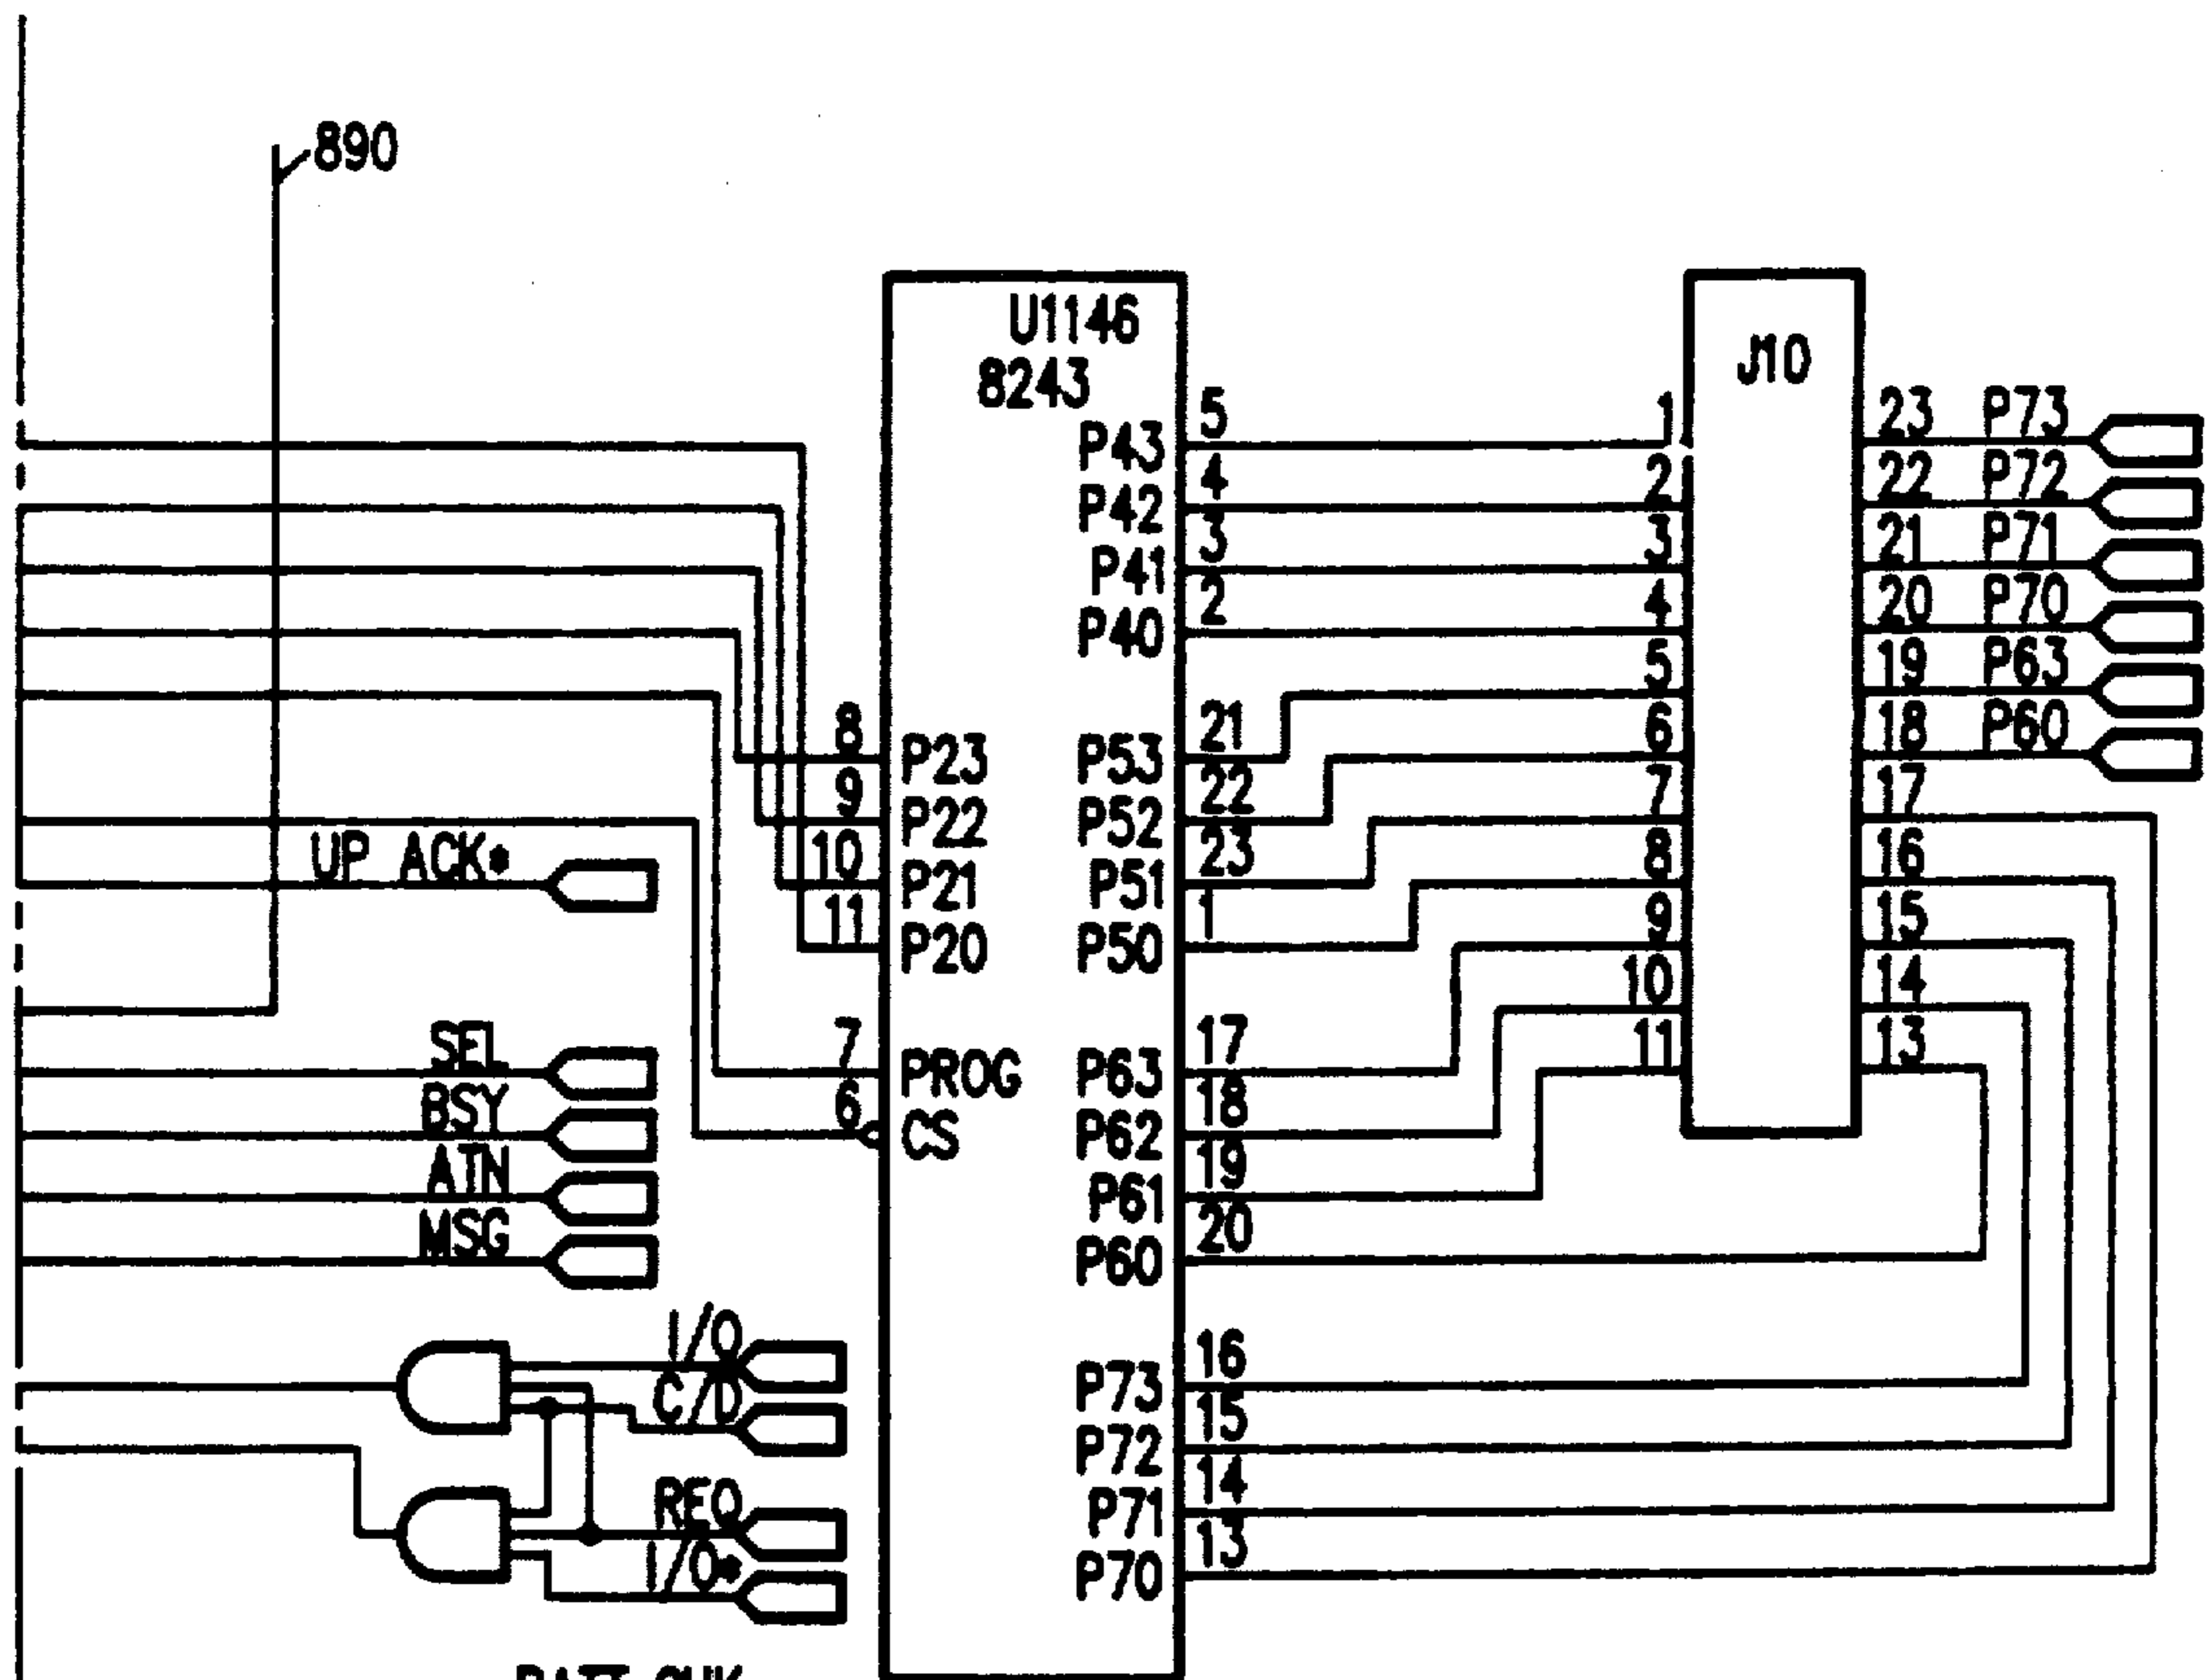 890
U1146
8243
J10
5 P43 1 23 P73
4 P42 2 22 P72
3 P41 3 21 P71
2 P40 4 20 P70
5 19 P63
8 P23 21 P53 6 18 P60
9 P22 22 P52 7 17
UP ACK* 10 P21 23 P51 8 16
11 P20 1 P50 9 15
10 14
SEL 7 PROG 17 P63 11 13
BSY 6 CS 18 P62
ATN 19 P61
MSG 20 P60
I/O 16 P73
C/D 15 P72
REQ 14 P71
I/O* 13 P70